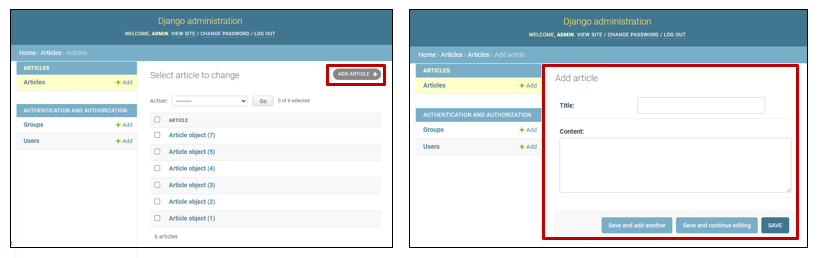 Django administration
WELCOME, ADMIN. VIEW SITE / CHANGE PASSWORD / LOG OUT
Home › Articles › Articles
ARTICLES
Articles + Add
AUTHENTICATION AND AUTHORIZATION
Groups + Add
Users + Add
Select article to change
ADD ARTICLE +
Action: --------- Go 0 of 6 selected
ARTICLE
Article object (7)
Article object (5)
Article object (4)
Article object (3)
Article object (2)
Article object (1)
6 articles
Django administration
WELCOME, ADMIN. VIEW SITE / CHANGE PASSWORD / LOG OUT
Home › Articles › Articles › Add article
ARTICLES
Articles + Add
AUTHENTICATION AND AUTHORIZATION
Groups + Add
Users + Add
Add article
Title:
Content:
Save and add another Save and continue editing SAVE